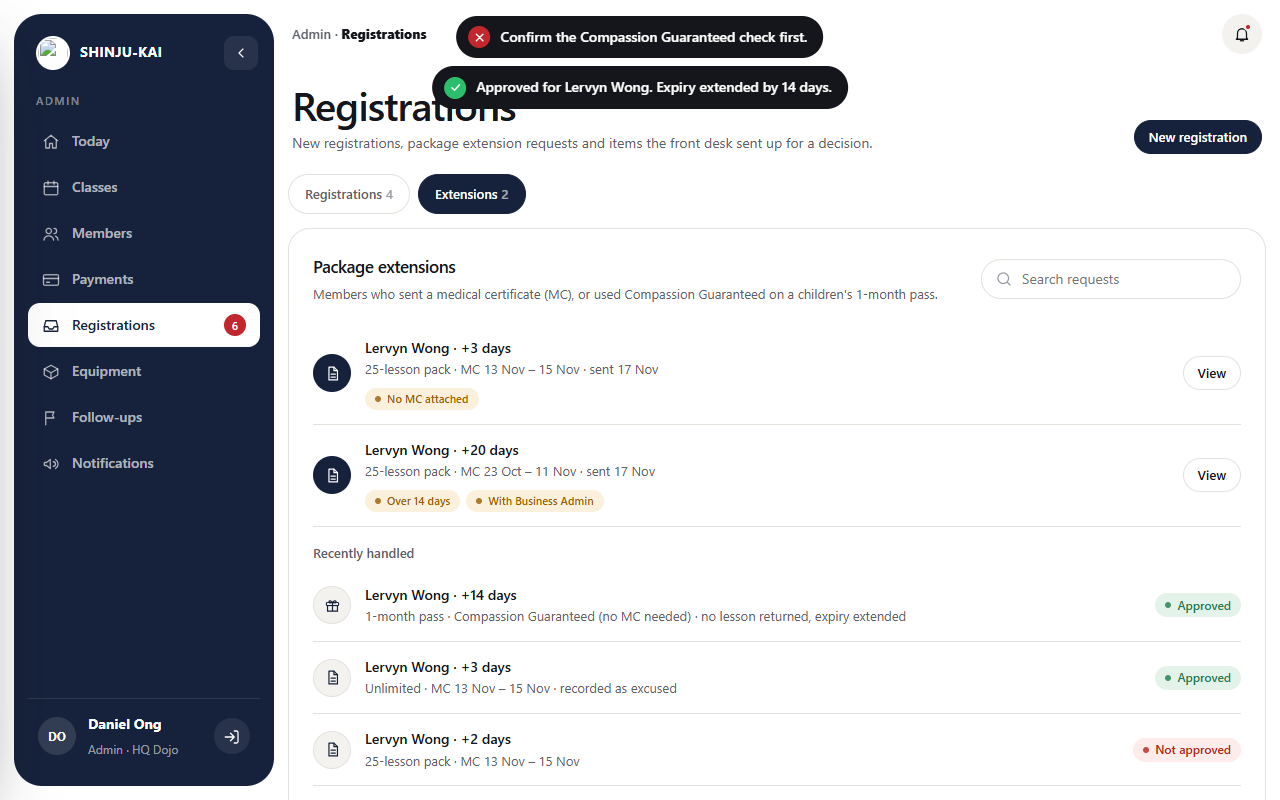 SHINJU-KAI
ADMIN
Today
Classes
Members
Payments
Registrations 6
Equipment
Follow-ups
Notifications
DO
Daniel Ong
Admin · HQ Dojo
Admin · Registrations
Confirm the Compassion Guaranteed check first.
Approved for Lervyn Wong. Expiry extended by 14 days.
Registrations
New registrations, package extension requests and items the front desk sent up for a decision.
New registration
Registrations 4
Extensions 2
Package extensions
Members who sent a medical certificate (MC), or used Compassion Guaranteed on a children's 1-month pass.
Search requests
Lervyn Wong · +3 days
25-lesson pack · MC 13 Nov – 15 Nov · sent 17 Nov
No MC attached
View
Lervyn Wong · +20 days
25-lesson pack · MC 23 Oct – 11 Nov · sent 17 Nov
Over 14 days
With Business Admin
View
Recently handled
Lervyn Wong · +14 days
1-month pass · Compassion Guaranteed (no MC needed) · no lesson returned, expiry extended
Approved
Lervyn Wong · +3 days
Unlimited · MC 13 Nov – 15 Nov · recorded as excused
Approved
Lervyn Wong · +2 days
25-lesson pack · MC 13 Nov – 15 Nov
Not approved